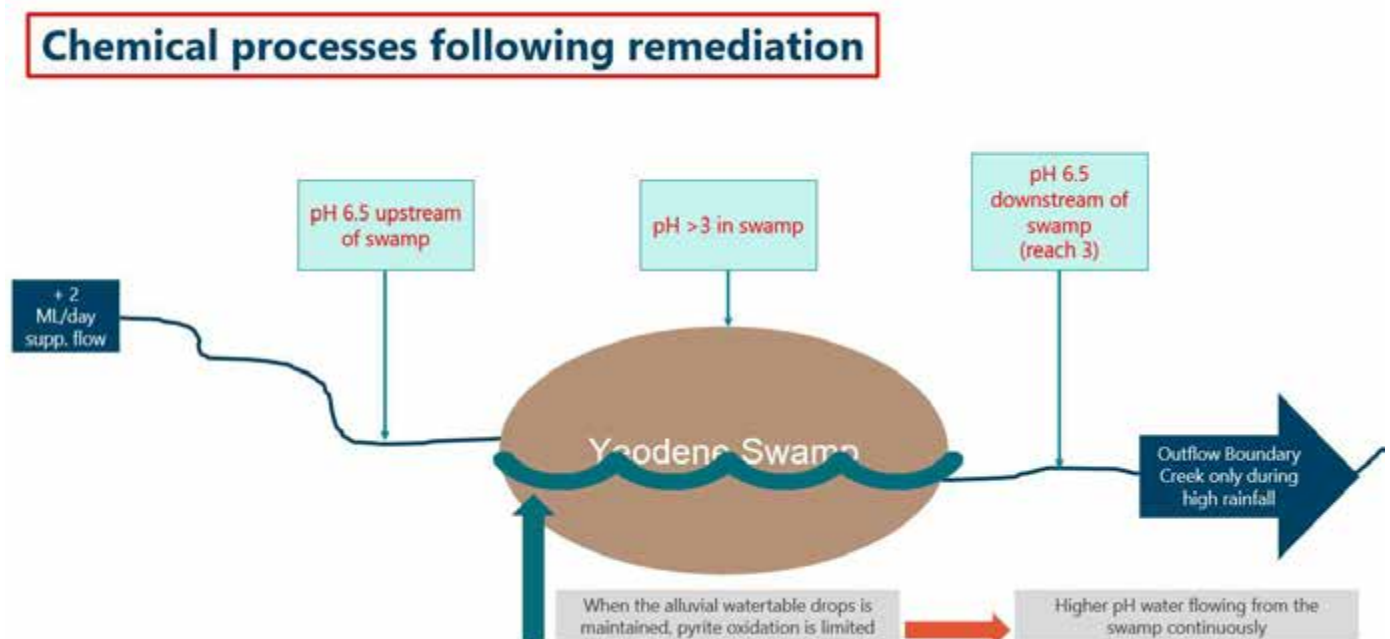 Chemical processes following remediation
pH 6.5 upstream
of swamp
pH >3 in swamp
pH 6.5
downstream of
swamp
(reach 3)
+ 2
ML/day
supp. flow
Yeodene Swamp
Outflow Boundary
Creek only during
high rainfall
When the alluvial watertable drops is
maintained, pyrite oxidation is limited
Higher pH water flowing from the
swamp continuously